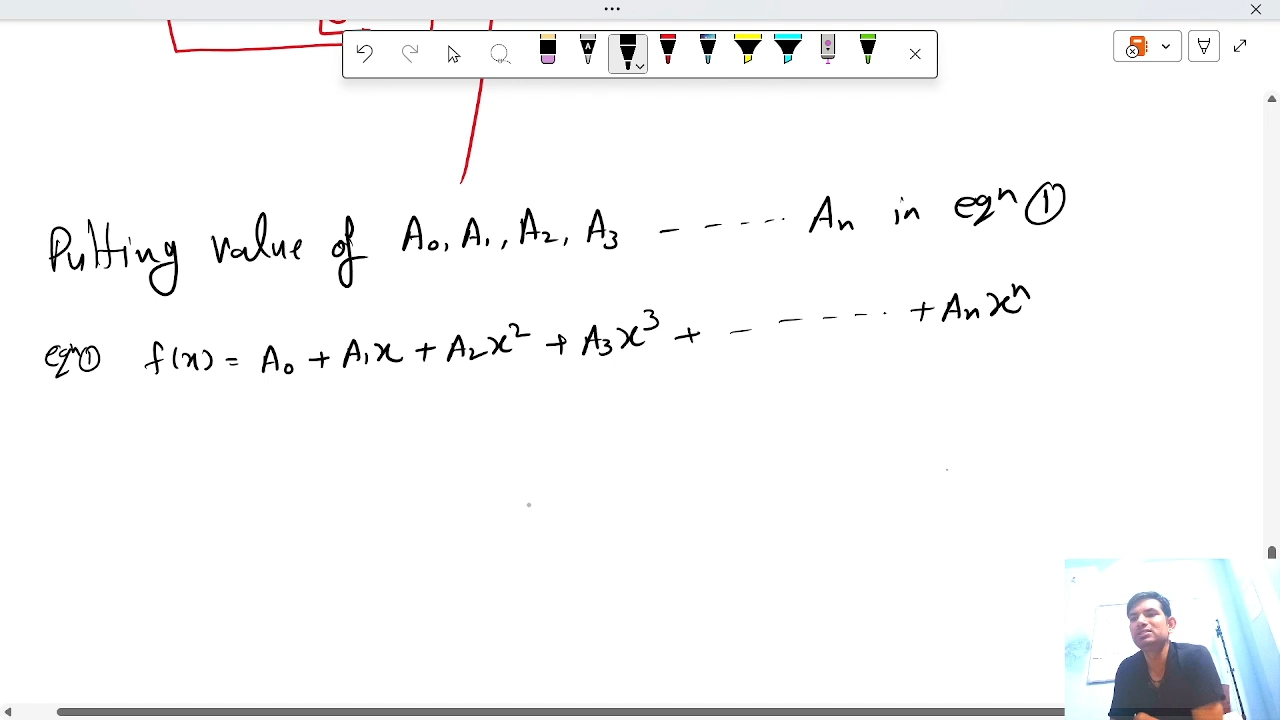 Putting value of A₀, A₁, A₂, A₃ - - - - - - Aₙ in eqⁿ ①
eqⁿ① f(x) = A₀ + A₁x + A₂x² + A₃x³ + - - - - - - + Aₙxⁿ